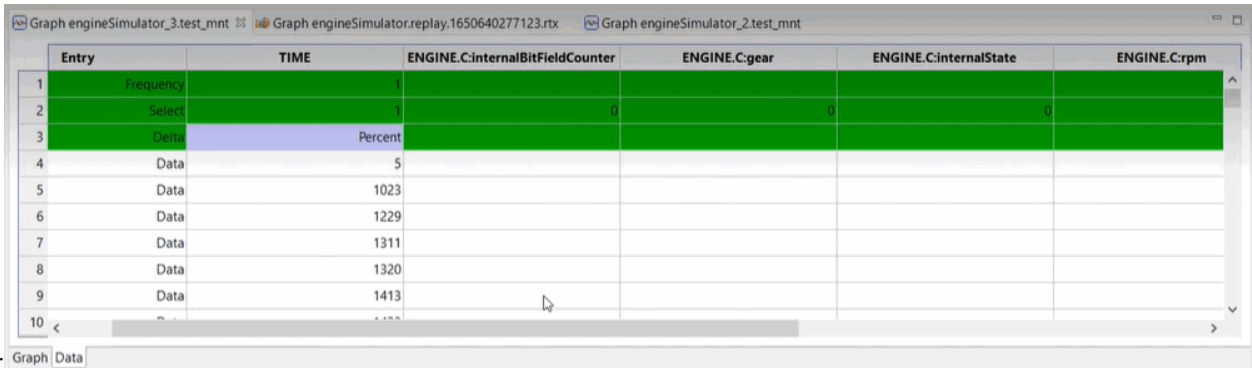 Graph engineSimulator_3.test_mnt Graph engineSimulator.replay.1650640277123.rtx Graph engineSimulator_2.test_mnt
Entry TIME ENGINE.C:internalBitFieldCounter ENGINE.C:gear ENGINE.C:internalState ENGINE.C:rpm
1 Frequency 1
2 Select 1 0 0 0
3 Delta Percent
4 Data 5
5 Data 1023
6 Data 1229
7 Data 1311
8 Data 1320
9 Data 1413
10
Graph Data